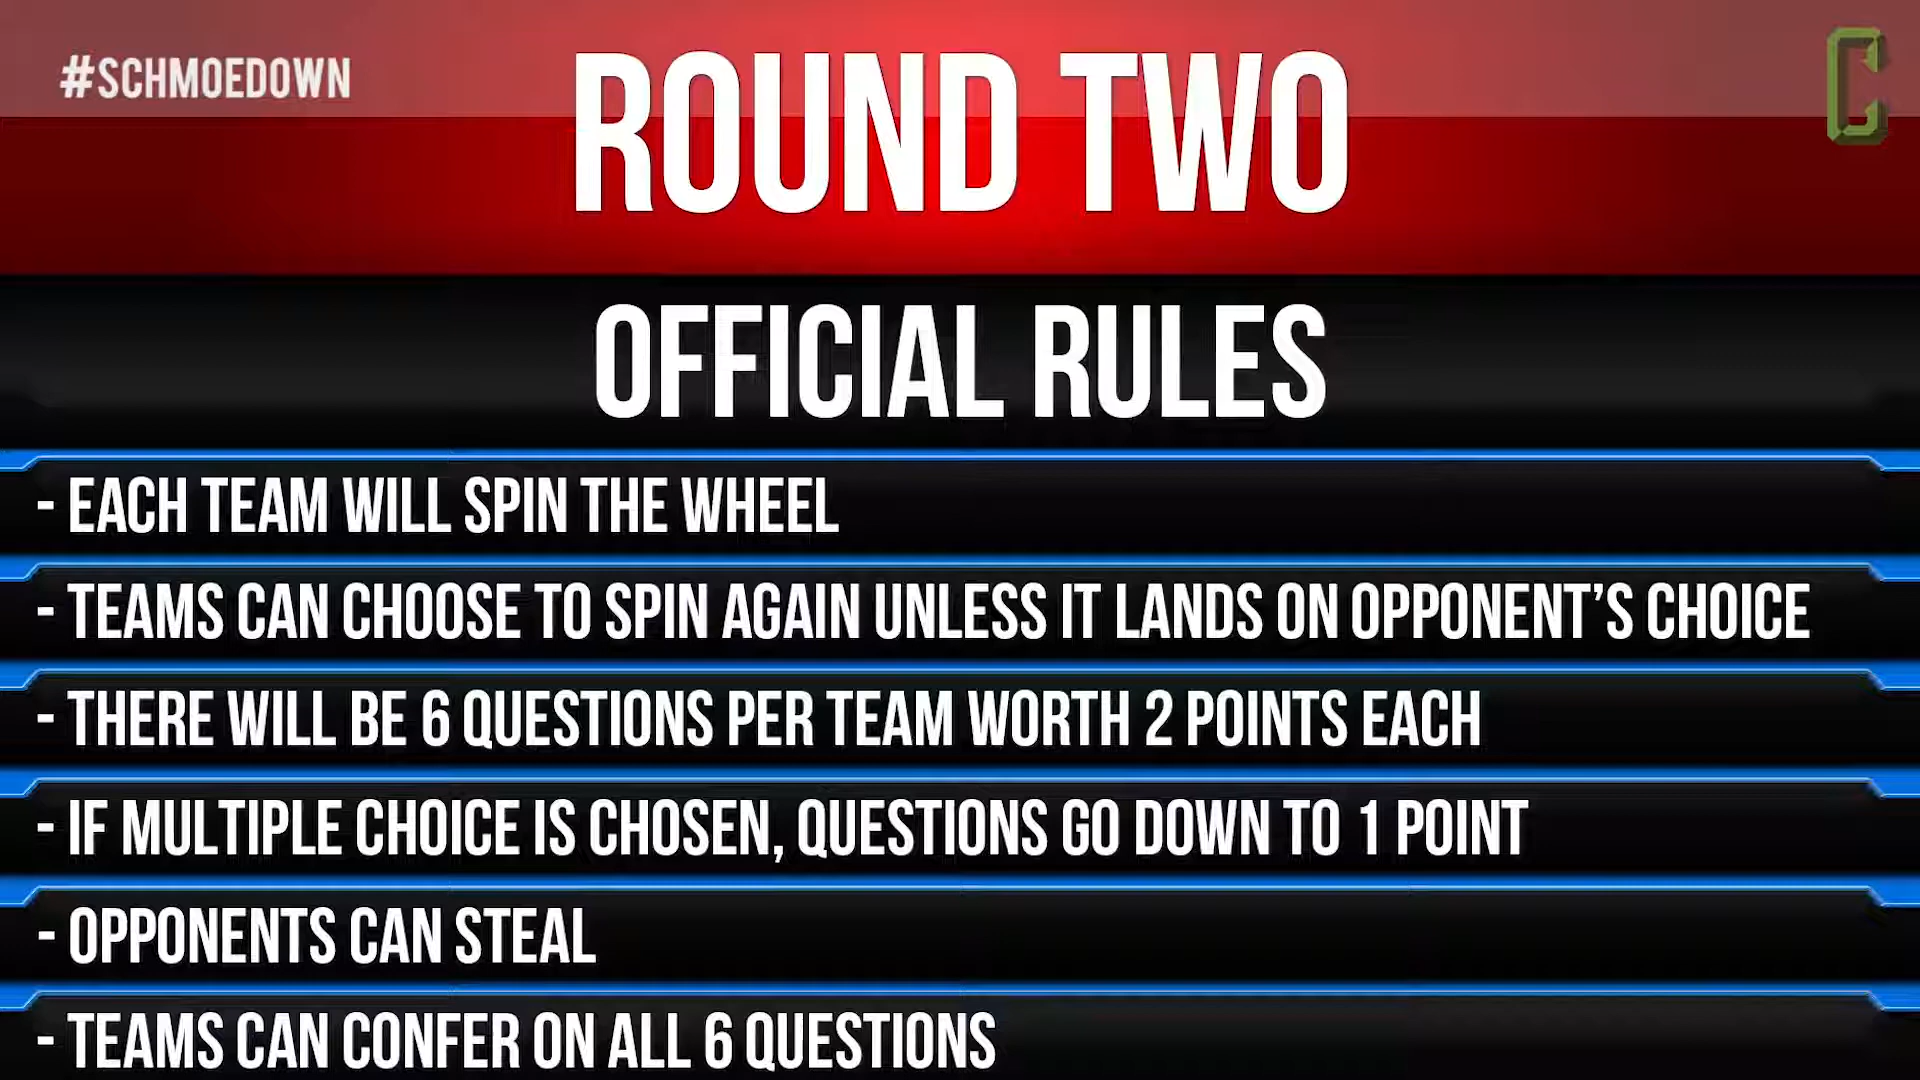 #SCHMOEDOWN
ROUND TWO
OFFICIAL RULES
- EACH TEAM WILL SPIN THE WHEEL
- TEAMS CAN CHOOSE TO SPIN AGAIN UNLESS IT LANDS ON OPPONENT’S CHOICE
- THERE WILL BE 6 QUESTIONS PER TEAM WORTH 2 POINTS EACH
- IF MULTIPLE CHOICE IS CHOSEN, QUESTIONS GO DOWN TO 1 POINT
- OPPONENTS CAN STEAL
- TEAMS CAN CONFER ON ALL 6 QUESTIONS